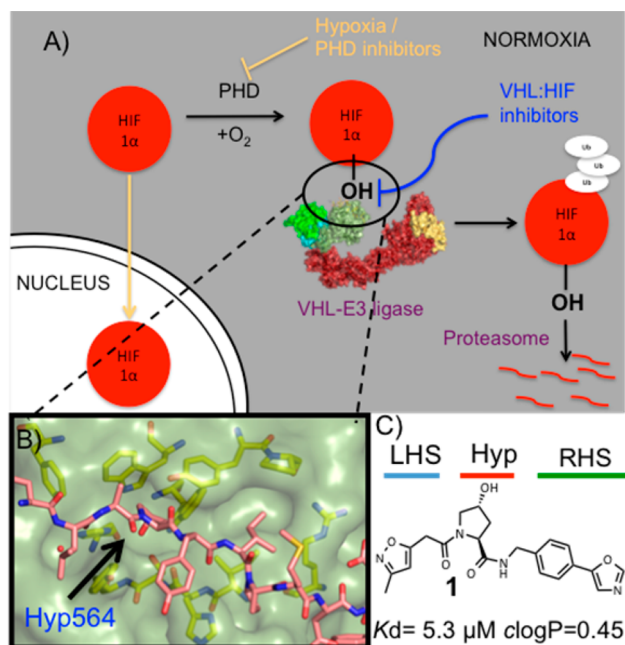 A)
Hypoxia /
PHD inhibitors
NORMOXIA
PHD
+O₂
HIF
1α
HIF
1α
OH
VHL:HIF
inhibitors
Ub
Ub
Ub
HIF
1α
OH
NUCLEUS
VHL-E3 ligase
Proteasome
HIF
1α
B)
Hyp564
C)
LHS Hyp RHS
OH
N
O
N
O
O
N
H
O
N
1
Kd= 5.3 µM clogP=0.45